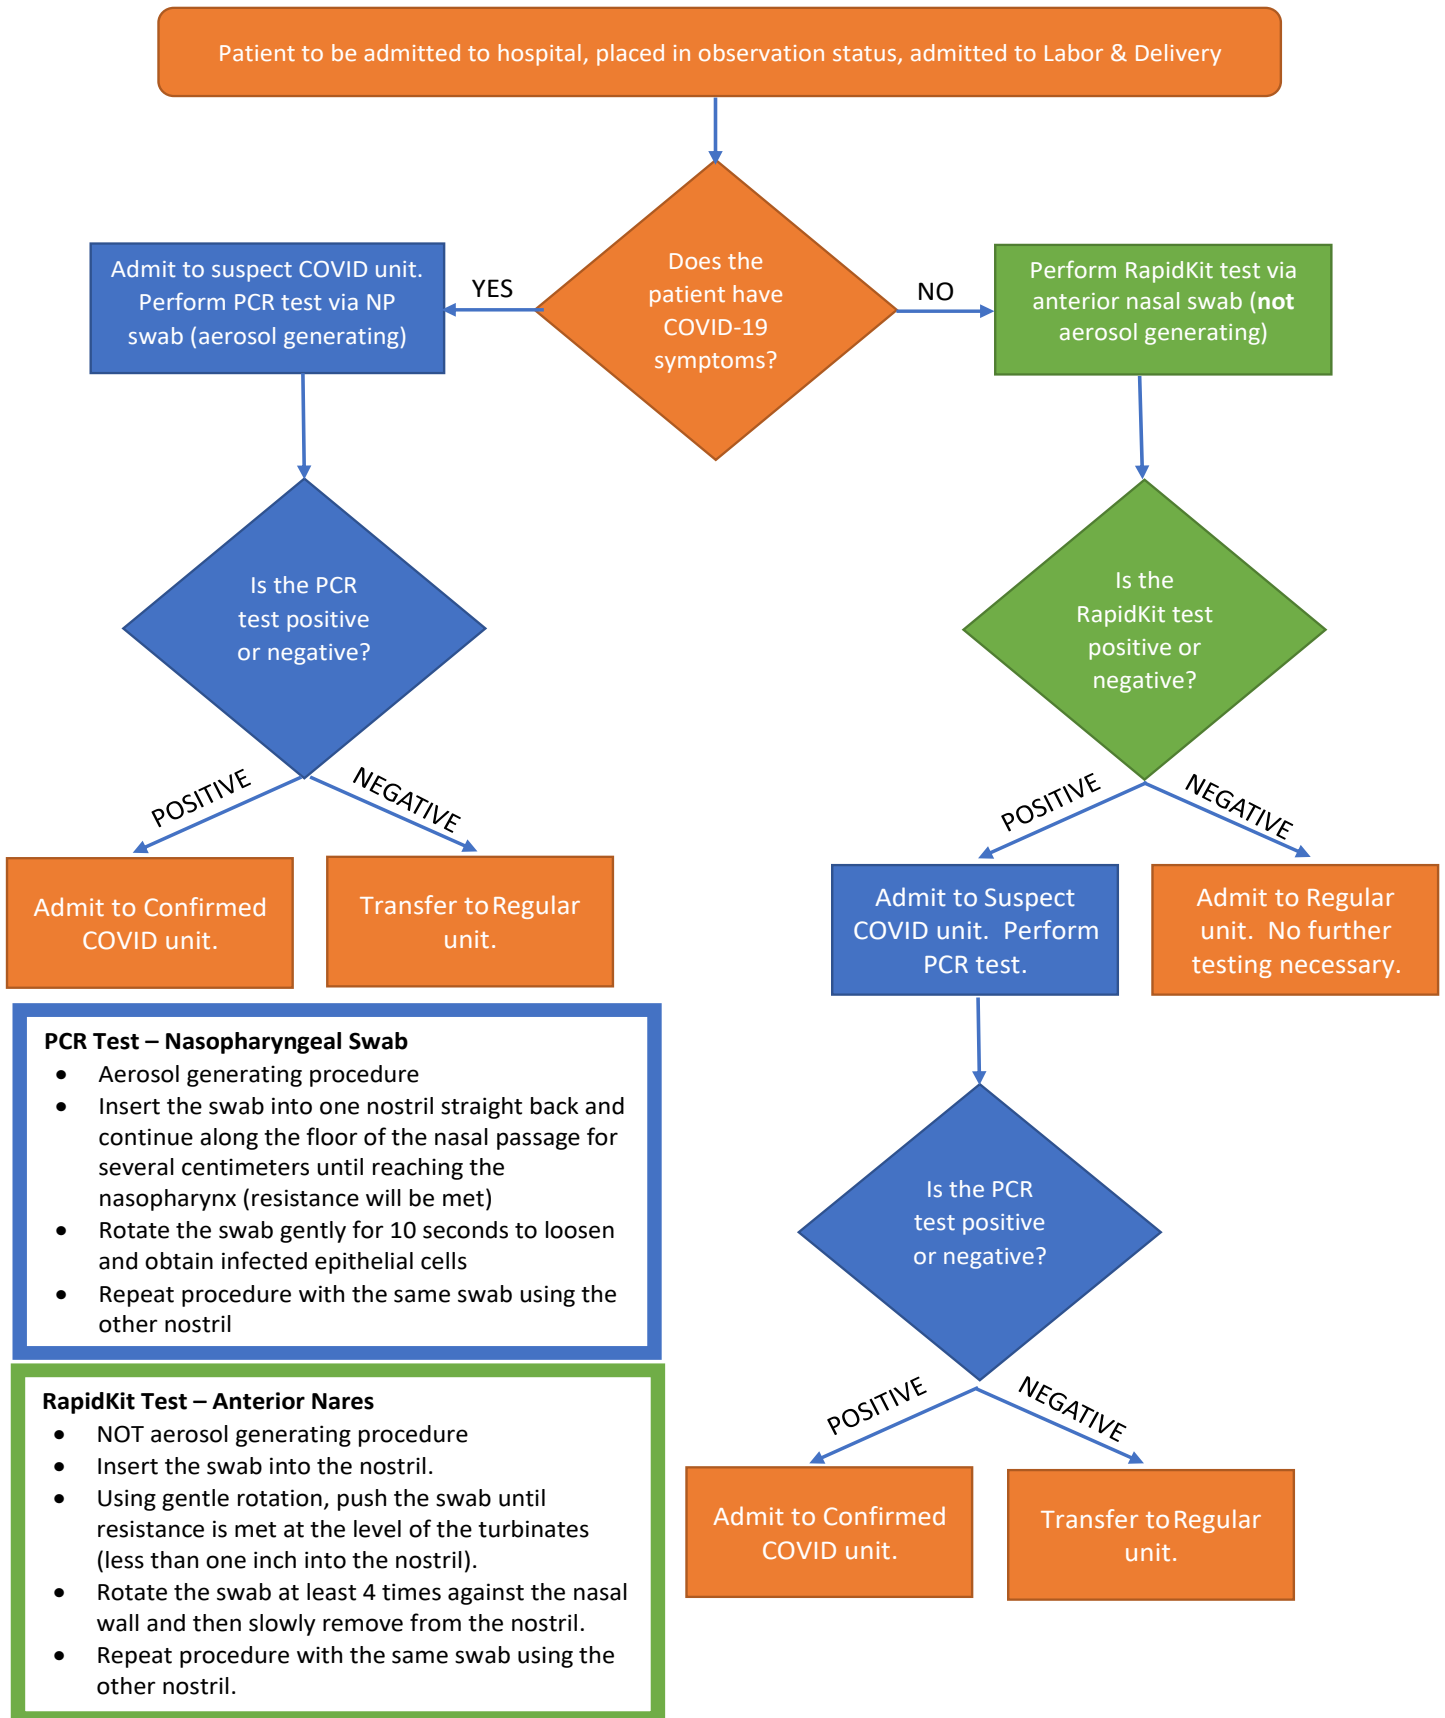 Patient to be admitted to hospital, placed in observation status, admitted to Labor & Delivery
Does the
patient have
COVID-19
symptoms?
YES
NO
Admit to suspect COVID unit.
Perform PCR test via NP
swab (aerosol generating)
Perform RapidKit test via
anterior nasal swab (not
aerosol generating)
Is the PCR
test positive
or negative?
Is the
RapidKit test
positive or
negative?
POSITIVE
NEGATIVE
POSITIVE
NEGATIVE
Admit to Confirmed
COVID unit.
Transfer to Regular
unit.
Admit to Suspect
COVID unit. Perform
PCR test.
Admit to Regular
unit. No further
testing necessary.
PCR Test – Nasopharyngeal Swab
• Aerosol generating procedure
• Insert the swab into one nostril straight back and
continue along the floor of the nasal passage for
several centimeters until reaching the
nasopharynx (resistance will be met)
• Rotate the swab gently for 10 seconds to loosen
and obtain infected epithelial cells
• Repeat procedure with the same swab using the
other nostril
Is the PCR
test positive
or negative?
POSITIVE
NEGATIVE
Admit to Confirmed
COVID unit.
Transfer to Regular
unit.
RapidKit Test – Anterior Nares
• NOT aerosol generating procedure
• Insert the swab into the nostril.
• Using gentle rotation, push the swab until
resistance is met at the level of the turbinates
(less than one inch into the nostril).
• Rotate the swab at least 4 times against the nasal
wall and then slowly remove from the nostril.
• Repeat procedure with the same swab using the
other nostril.